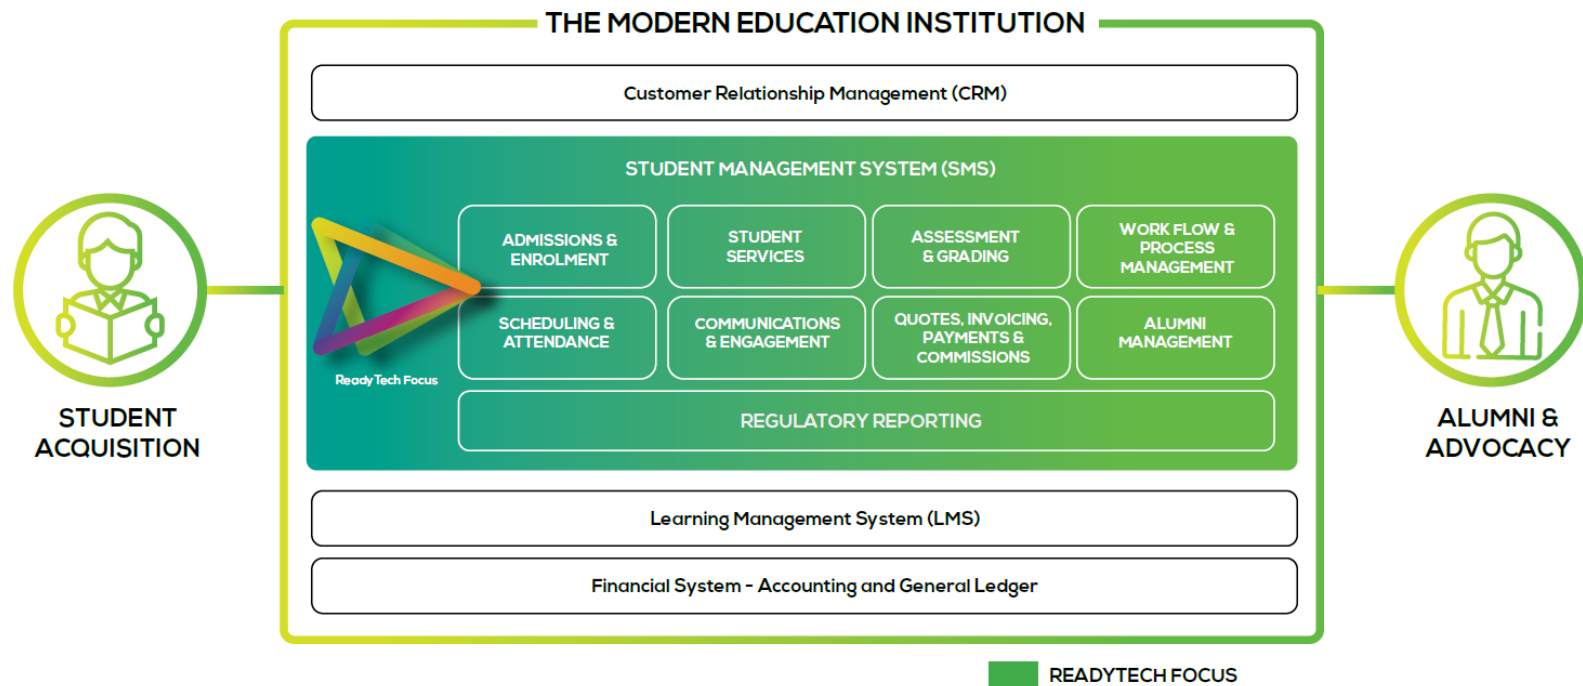 THE MODERN EDUCATION INSTITUTION
Customer Relationship Management (CRM)
STUDENT MANAGEMENT SYSTEM (SMS)
ADMISSIONS &
ENROLMENT
STUDENT
SERVICES
ASSESSMENT
& GRADING
WORK FLOW &
PROCESS
MANAGEMENT
SCHEDULING &
ATTENDANCE
COMMUNICATIONS
& ENGAGEMENT
QUOTES, INVOICING,
PAYMENTS &
COMMISSIONS
ALUMNI
MANAGEMENT
ReadyTech Focus
REGULATORY REPORTING
STUDENT
ACQUISITION
ALUMNI &
ADVOCACY
Learning Management System (LMS)
Financial System - Accounting and General Ledger
READYTECH FOCUS